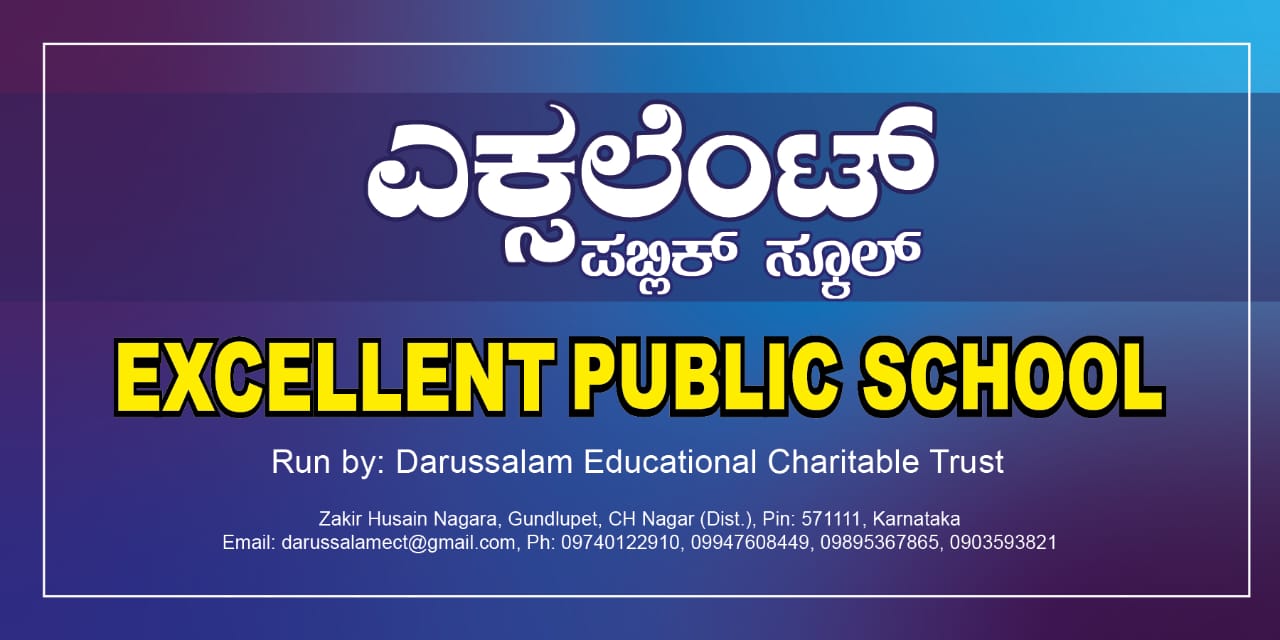 ಎಕ್ಸಲೆಂಟ್
ಪಬ್ಲಿಕ್ ಸ್ಕೂಲ್
EXCELLENT PUBLIC SCHOOL
Run by: Darussalam Educational Charitable Trust
Zakir Husain Nagara, Gundlupet, CH Nagar (Dist.), Pin: 571111, Karnataka
Email: darussalamect@gmail.com, Ph: 09740122910, 09947608449, 09895367865, 0903593821